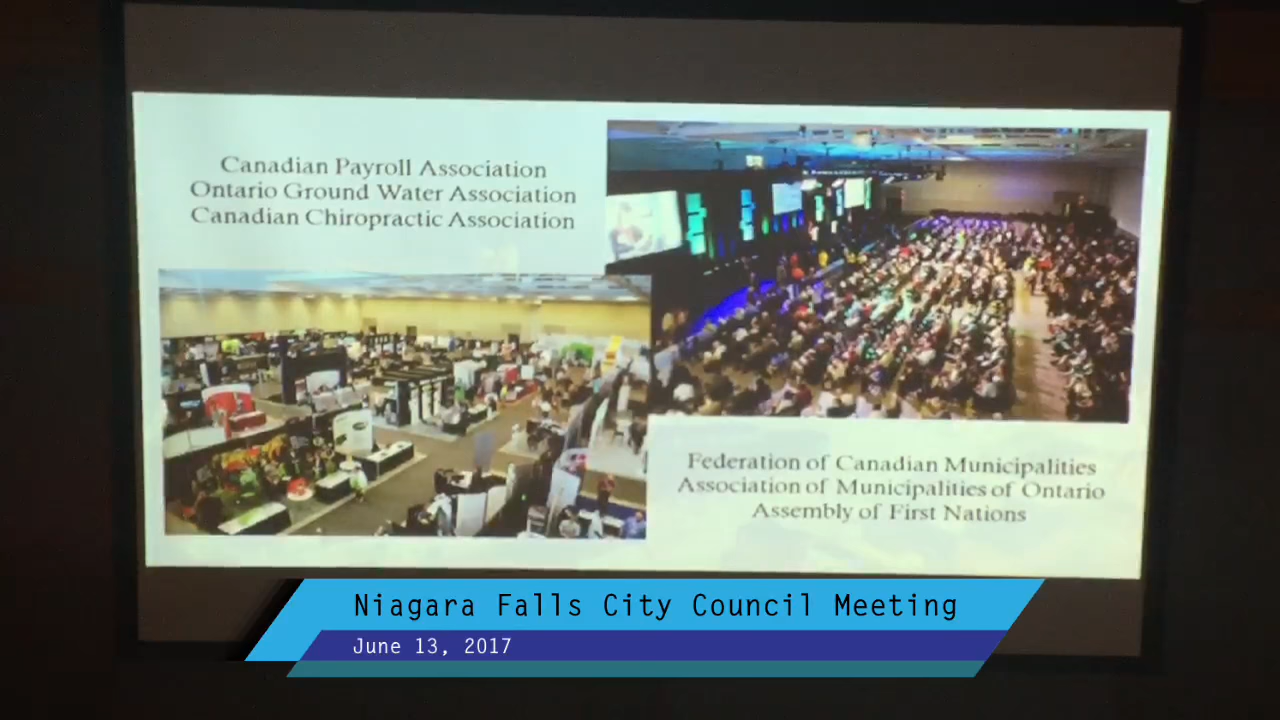 Canadian Payroll Association
Ontario Ground Water Association
Canadian Chiropractic Association
Federation of Canadian Municipalities
Association of Municipalities of Ontario
Assembly of First Nations
Niagara Falls City Council Meeting
June 13, 2017